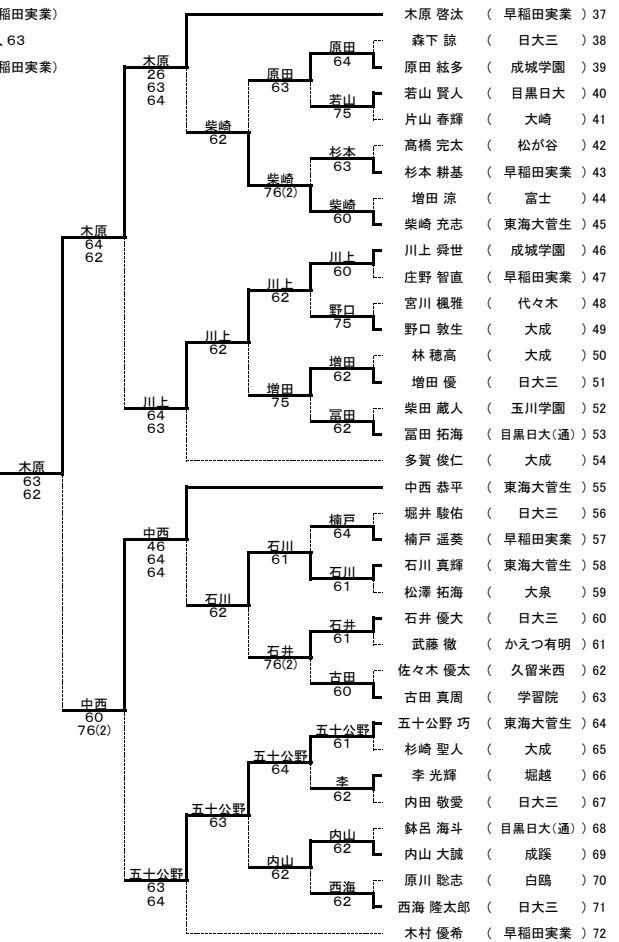 稲田実業)
、63
稲田実業)
木原 啓汰 ( 早稲田実業 ) 37
森下 諒 ( 日大三 ) 38
原田 絃多 ( 成城学園 ) 39
若山 賢人 ( 目黒日大 ) 40
片山 春輝 ( 大崎 ) 41
髙橋 完太 ( 松が谷 ) 42
杉本 耕基 ( 早稲田実業 ) 43
増田 涼 ( 富士 ) 44
柴崎 充志 ( 東海大菅生 ) 45
川上 舜世 ( 成城学園 ) 46
庄野 智直 ( 早稲田実業 ) 47
宮川 楓雅 ( 代々木 ) 48
野口 敦生 ( 大成 ) 49
林 穂高 ( 大成 ) 50
増田 優 ( 日大三 ) 51
柴田 蔵人 ( 玉川学園 ) 52
冨田 拓海 ( 目黒日大(通) ) 53
多賀 俊仁 ( 大成 ) 54
中西 恭平 ( 東海大菅生 ) 55
堀井 駿佑 ( 日大三 ) 56
楠戸 遥葵 ( 早稲田実業 ) 57
石川 真輝 ( 東海大菅生 ) 58
松澤 拓海 ( 大泉 ) 59
石井 優大 ( 日大三 ) 60
武藤 徹 ( かえつ有明 ) 61
佐々木 優太 ( 久留米西 ) 62
古田 真周 ( 学習院 ) 63
五十公野 巧 ( 東海大菅生 ) 64
杉崎 聖人 ( 大成 ) 65
李 光輝 ( 堀越 ) 66
内田 敬愛 ( 日大三 ) 67
鉢呂 海斗 ( 目黒日大(通) ) 68
内山 大誠 ( 成蹊 ) 69
原川 聡志 ( 白鴎 ) 70
西海 隆太郎 ( 日大三 ) 71
木村 優希 ( 早稲田実業 ) 72
原田
64
若山
75
杉本
63
柴崎
60
川上
60
野口
75
増田
62
冨田
62
楠戸
64
石川
61
石井
61
古田
60
五十公野
61
李
62
内山
62
西海
62
原田
63
柴崎
76(2)
川上
62
増田
75
石川
61
石井
76(2)
五十公野
64
内山
62
柴崎
62
川上
62
石川
62
五十公野
63
木原
26
63
64
川上
64
63
中西
46
64
64
五十公野
63
64
木原
64
62
中西
60
76(2)
木原
63
62